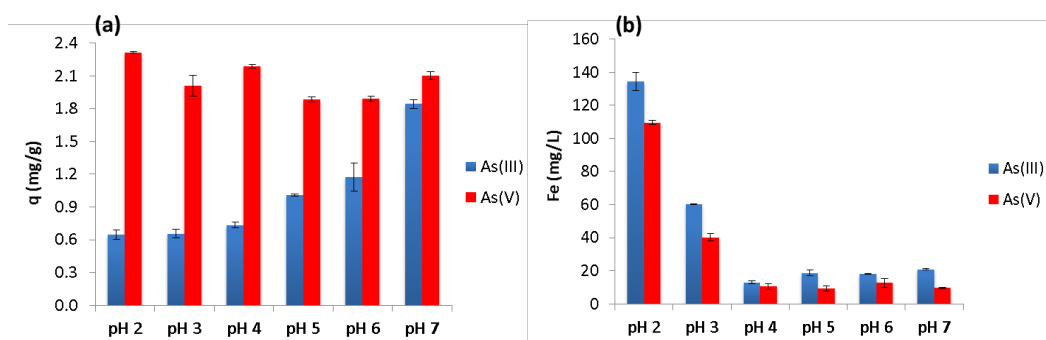 (a)
q (mg/g)
2.4
2.1
1.8
1.5
1.2
0.9
0.6
0.3
0.0
pH 2 pH 3 pH 4 pH 5 pH 6 pH 7
As(III)
As(V)
(b)
Fe (mg/L)
160
140
120
100
80
60
40
20
0
pH 2 pH 3 pH 4 pH 5 pH 6 pH 7
As(III)
As(V)